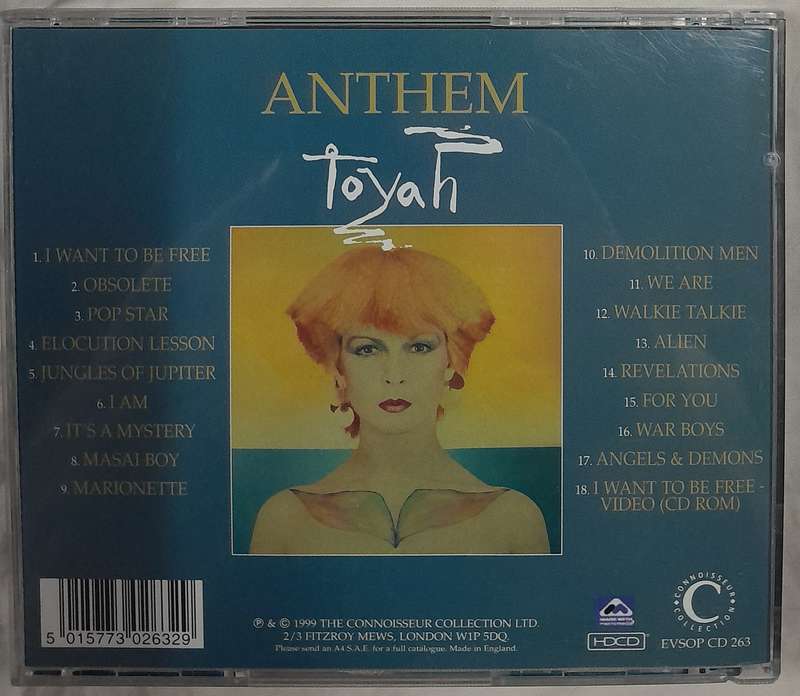 ANTHEM
toyah
1. I WANT TO BE FREE
2. OBSOLETE
3. POP STAR
4. ELOCUTION LESSON
5. JUNGLES OF JUPITER
6. I AM
7. IT'S A MYSTERY
8. MASAI BOY
9. MARIONETTE
10. DEMOLITION MEN
11. WE ARE
12. WALKIE TALKIE
13. ALIEN
14. REVELATIONS
15. FOR YOU
16. WAR BOYS
17. ANGELS & DEMONS
18. I WANT TO BE FREE -
VIDEO (CD ROM)
5 015773 026329
℗ & © 1999 THE CONNOISSEUR COLLECTION LTD.
2/3 FITZROY MEWS, LONDON W1P 5DQ.
Please send an A4 S.A.E. for a full catalogue. Made in England.
MADE WITH
HDCD
CONNOISSEUR
C
COLLECTION
EVSOP CD 263